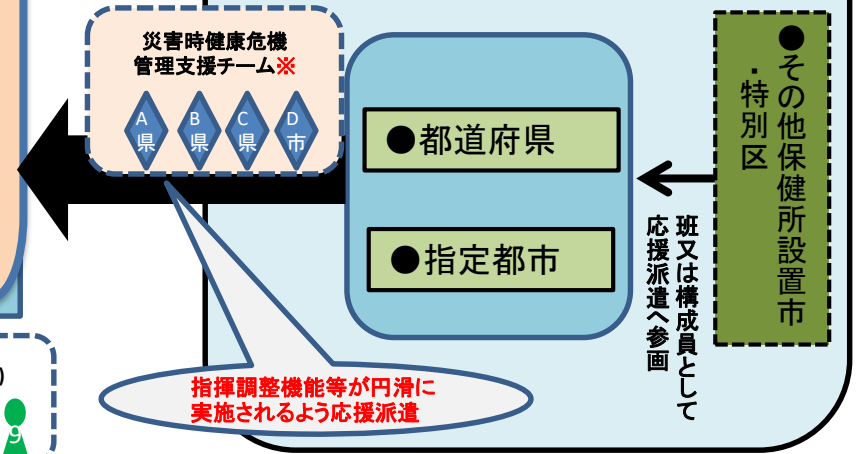 災害時健康危機
管理支援チーム※
A
県
B
県
C
県
D
市
●都道府県
●指定都市
●その他保健所設置市
・特別区
班又は構成員として
応援派遣へ参画
指揮調整機能等が円滑に
実施されるよう応援派遣
)
9